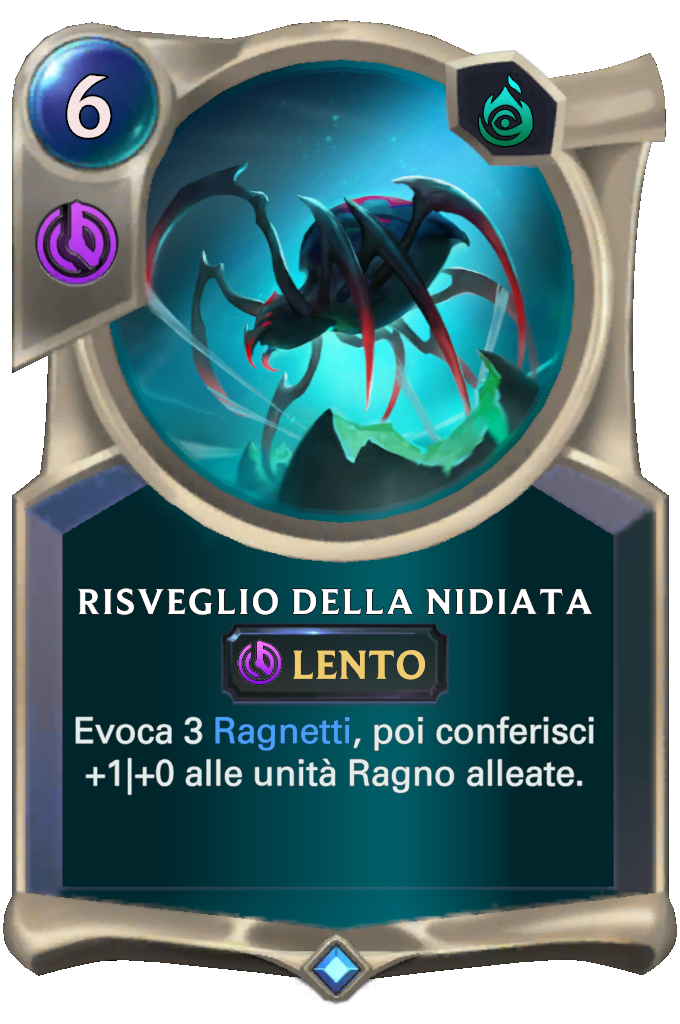 6
RISVEGLIO DELLA NIDIATA
LENTO
Evoca 3 Ragnetti, poi conferisci
+1|+0 alle unità Ragno alleate.